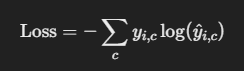 Loss = − ∑_c y_{i,c} log(ŷ_{i,c})